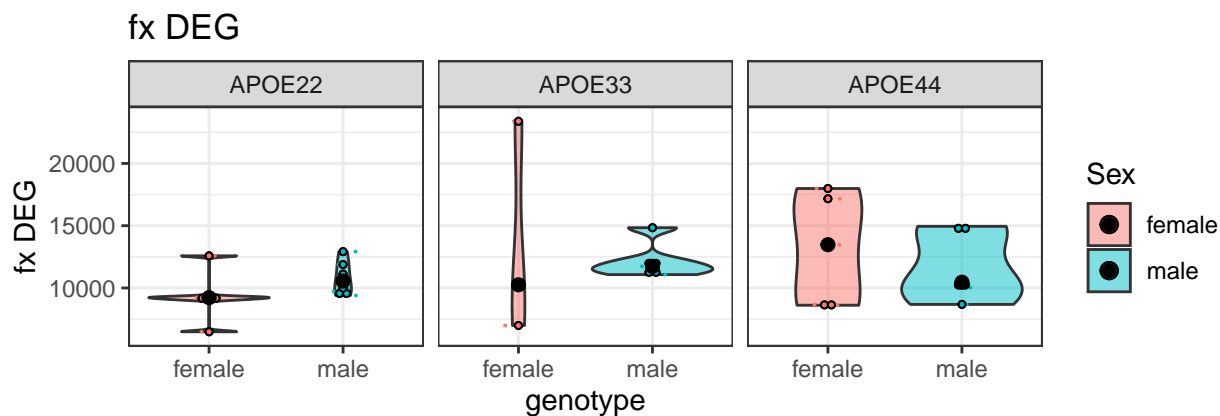 fx DEG
APOE22 APOE33 APOE44
fx DEG
20000
15000
10000
female male female male female male
genotype
Sex
female
male